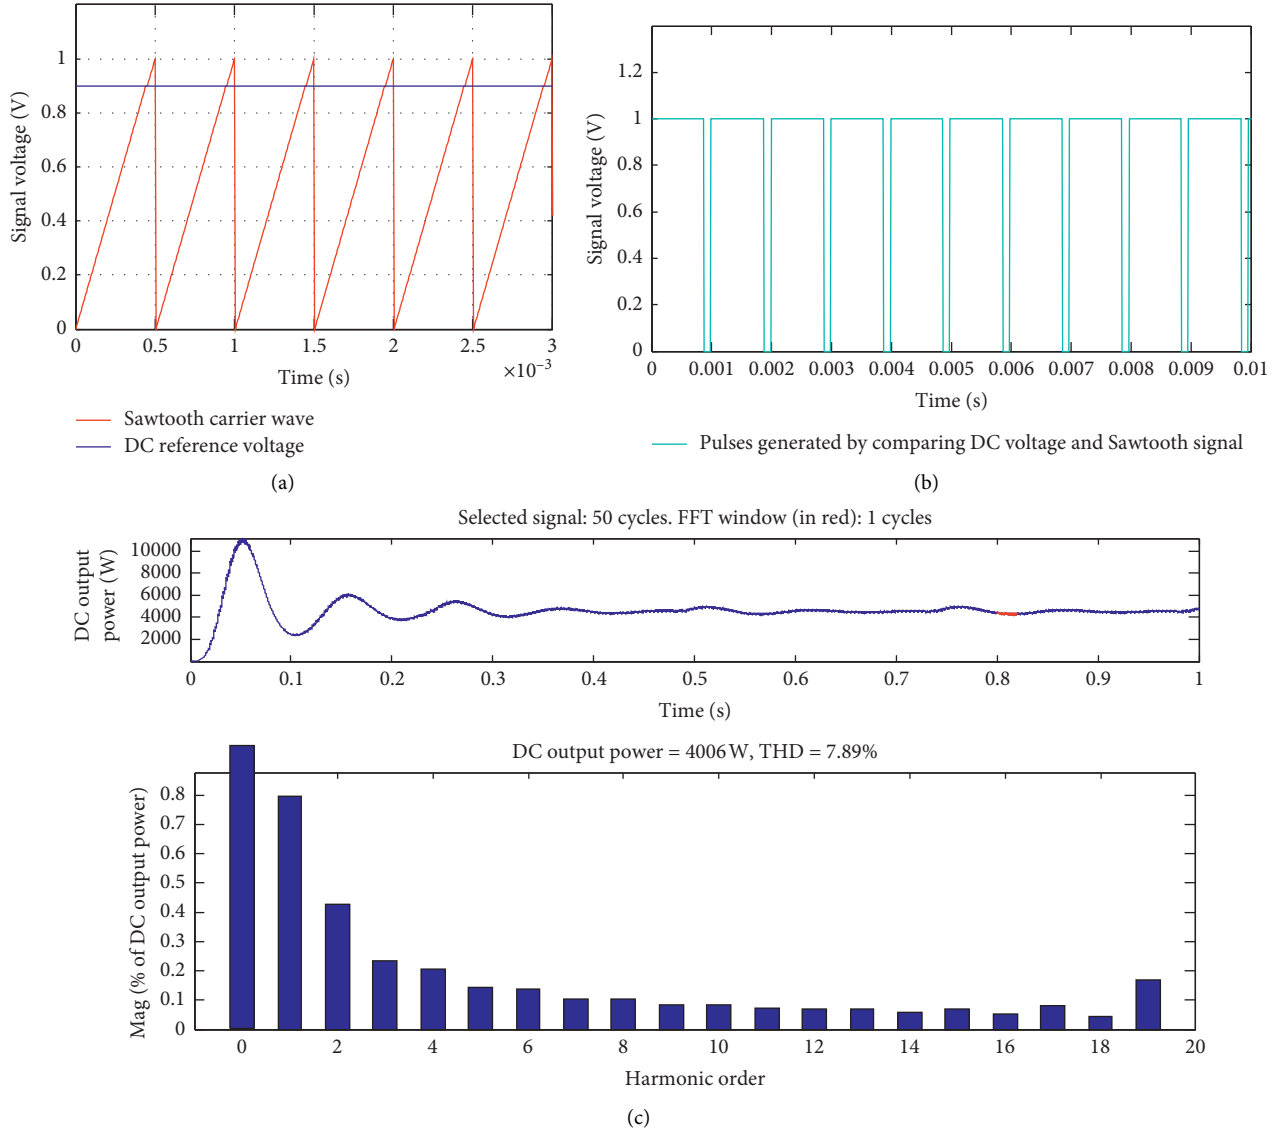 Signal voltage (V)
1
0.8
0.6
0.4
0.2
0
0 0.5 1 1.5 2 2.5 3
Time (s)
×10−3
Sawtooth carrier wave
DC reference voltage
(a)
Signal voltage (V)
1.2
1
0.8
0.6
0.4
0.2
0
0 0.001 0.002 0.003 0.004 0.005 0.006 0.007 0.008 0.009 0.01
Time (s)
Pulses generated by comparing DC voltage and Sawtooth signal
(b)
Selected signal: 50 cycles. FFT window (in red): 1 cycles
DC output
power (W)
10000
8000
6000
4000
2000
0 0.1 0.2 0.3 0.4 0.5 0.6 0.7 0.8 0.9 1
Time (s)
DC output power = 4006 W, THD = 7.89%
Mag (% of DC output power)
0.8
0.7
0.6
0.5
0.4
0.3
0.2
0.1
0
0 2 4 6 8 10 12 14 16 18 20
Harmonic order
(c)